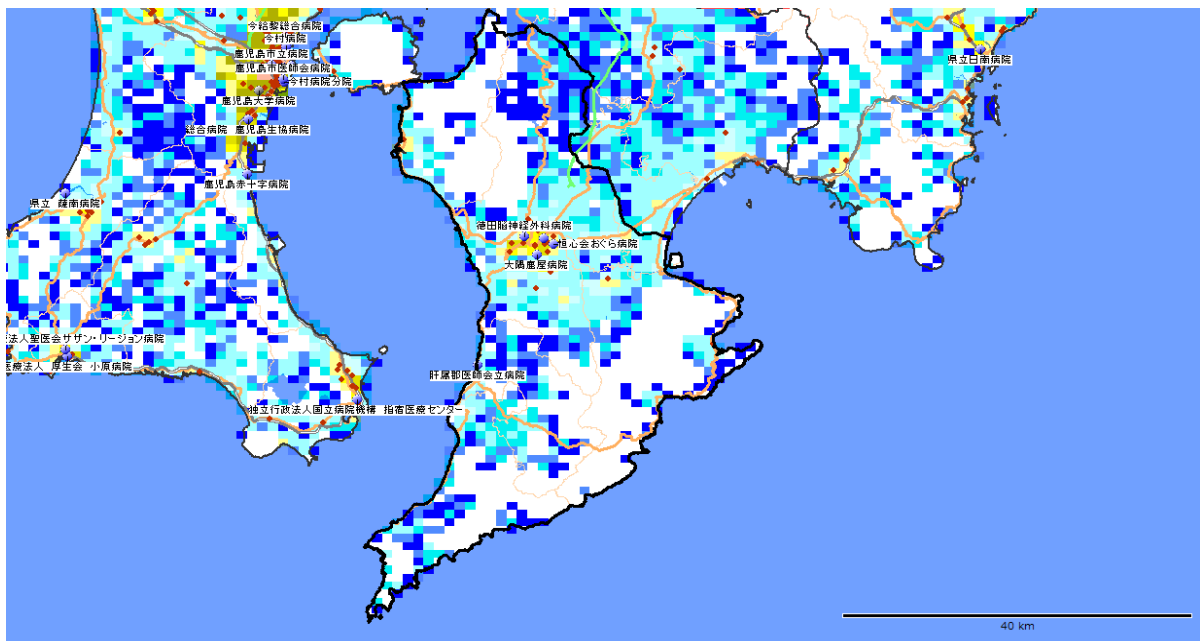 今給黎総合病院
今村病院
鹿児島市立病院
鹿児島市医師会病院
今村病院分院
鹿児島大学病院
総合病院 鹿児島生協病院
鹿児島赤十字病院
県立 薩南病院
県立日南病院
徳田脳神経外科病院
恒心会おぐら病院
大隅鹿屋病院
法人聖医会サザン・リージョン病院
医療法人 厚生会 小原病院
肝属郡医師会立病院
独立行政法人国立病院機構 指宿医療センター
40 km